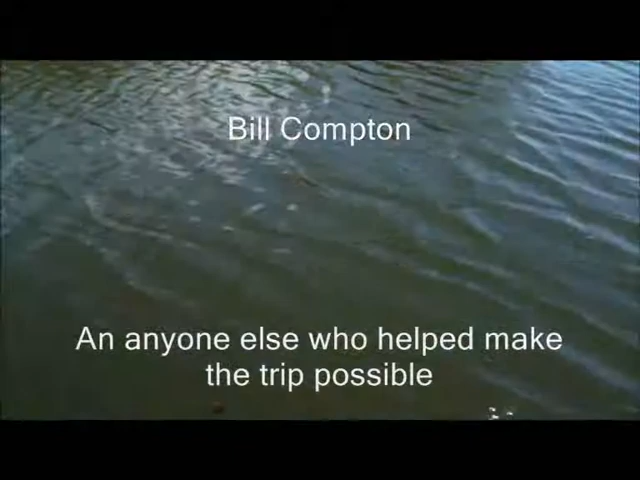 Bill Compton
An anyone else who helped make
the trip possible